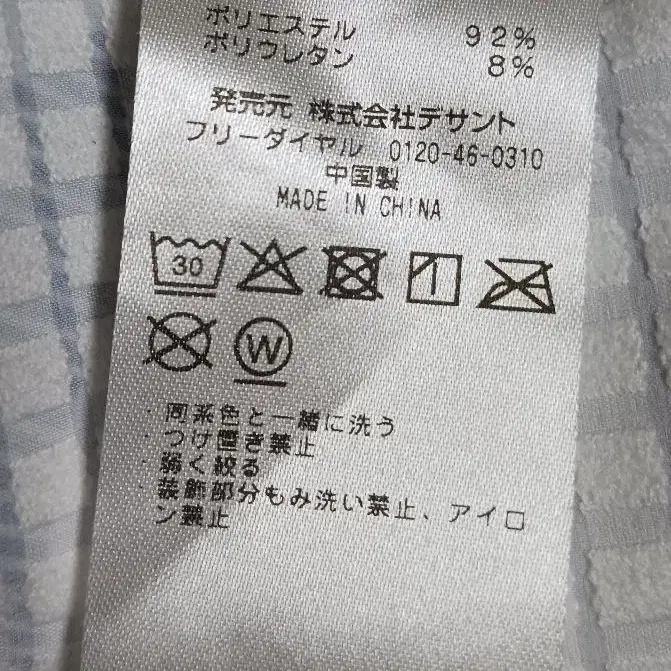 ポリエステル 92%
ポリウレタン 8%
発売元 株式会社デサント
フリーダイヤル 0120-46-0310
中国製
MADE IN CHINA
30
W
・同系色と一緒に洗う
・つけ置き禁止
・弱く絞る
・装飾部分もみ洗い禁止、アイロ
ン禁止